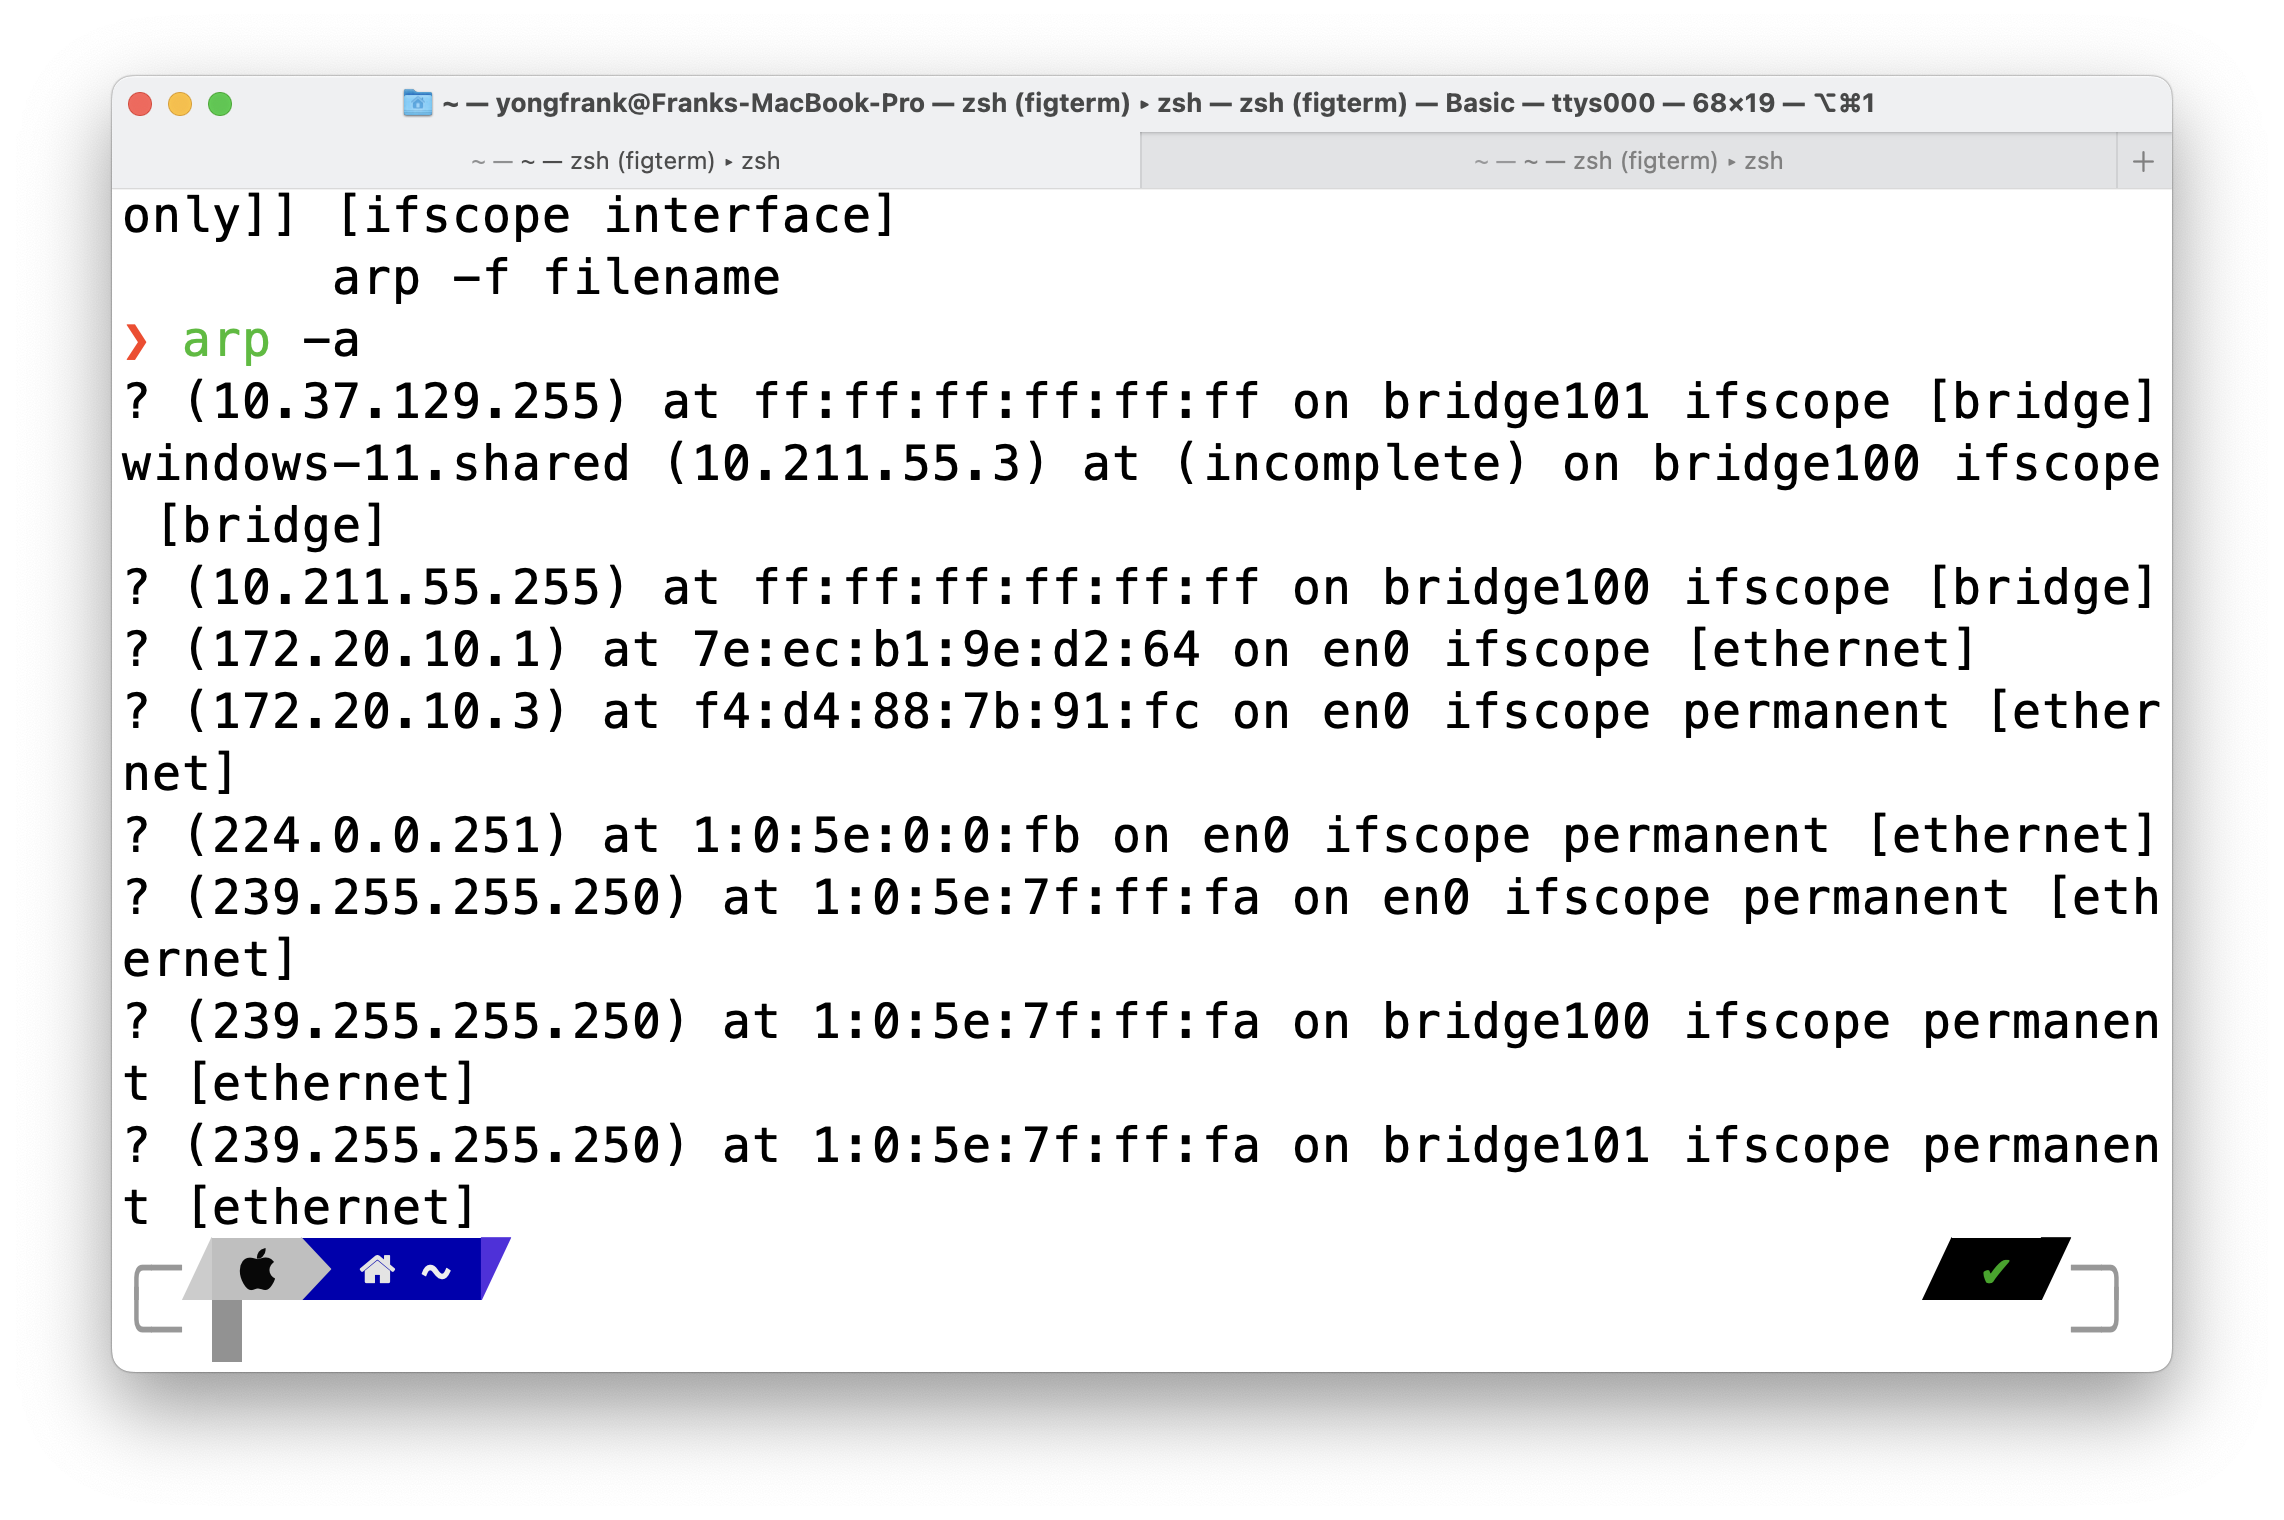 ~ — yongfrank@Franks-MacBook-Pro — zsh (figterm) ▸ zsh — zsh (figterm) — Basic — ttys000 — 68×19 — ⌥⌘1
~ — ~ — zsh (figterm) ▸ zsh ~ — ~ — zsh (figterm) ▸ zsh +
only]] [ifscope interface]
       arp -f filename
❯ arp -a
? (10.37.129.255) at ff:ff:ff:ff:ff:ff on bridge101 ifscope [bridge]
windows-11.shared (10.211.55.3) at (incomplete) on bridge100 ifscope
 [bridge]
? (10.211.55.255) at ff:ff:ff:ff:ff:ff on bridge100 ifscope [bridge]
? (172.20.10.1) at 7e:ec:b1:9e:d2:64 on en0 ifscope [ethernet]
? (172.20.10.3) at f4:d4:88:7b:91:fc on en0 ifscope permanent [ether
net]
? (224.0.0.251) at 1:0:5e:0:0:fb on en0 ifscope permanent [ethernet]
? (239.255.255.250) at 1:0:5e:7f:ff:fa on en0 ifscope permanent [eth
ernet]
? (239.255.255.250) at 1:0:5e:7f:ff:fa on bridge100 ifscope permanen
t [ethernet]
? (239.255.255.250) at 1:0:5e:7f:ff:fa on bridge101 ifscope permanen
t [ethernet]
~ ✔